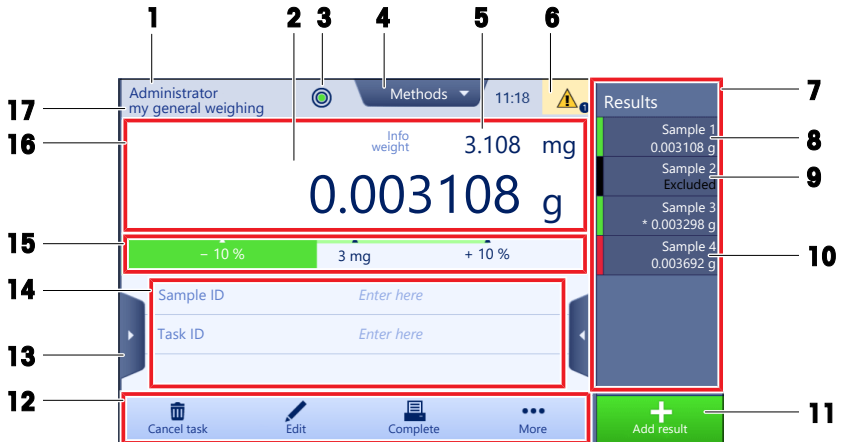 1
2
3
4
5
6
7
8
9
10
11
12
13
14
15
16
17
Administrator
my general weighing
Methods
11:18
1
Info
weight
3.108 mg
0.003108 g
– 10 %
3 mg
+ 10 %
Sample ID
Enter here
Task ID
Enter here
Cancel task
Edit
Complete
More
Results
Sample 1
0.003108 g
Sample 2
Excluded
Sample 3
* 0.003298 g
Sample 4
0.003692 g
Add result